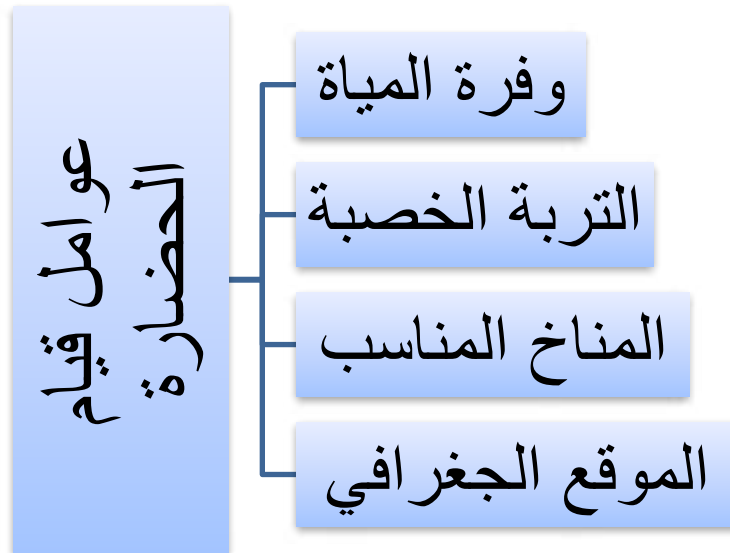 عوامل قيام
الحضارة
وفرة المياة
التربة الخصبة
المناخ المناسب
الموقع الجغرافي